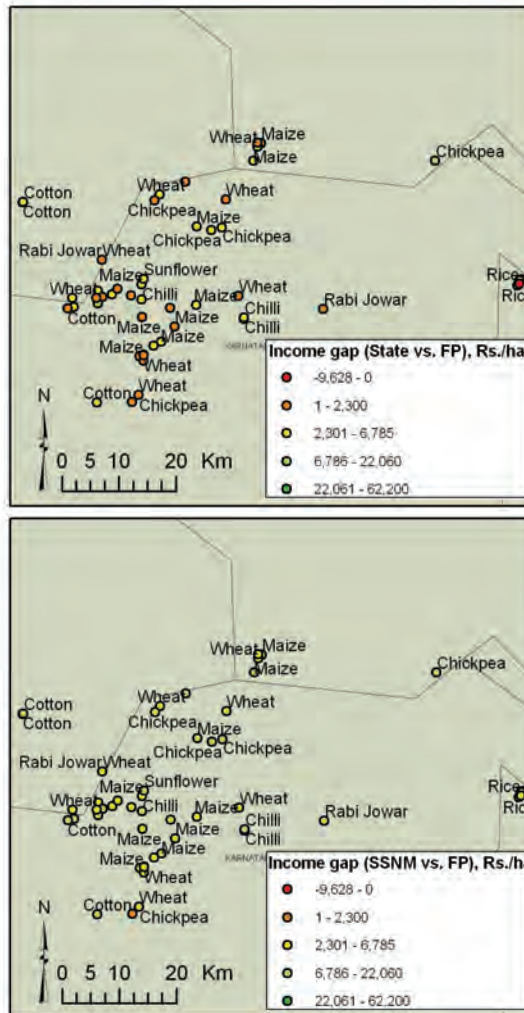 Wheat Maize
Maize
Chickpea
Cotton
Cotton
Wheat
Chickpea
Wheat
Maize
Chickpea
Chickpea
Rabi Jowar Wheat
Maize
Sunflower
Wheat
Chilli
Cotton
Maize
Wheat
Chilli
Chilli
Rabi Jowar
Rice
Ric
Maize
Maize
Maize
Maize
Wheat
KARNATA
Wheat
Cotton
Chickpea
N
0 5 10 20 Km
Income gap (State vs. FP), Rs./ha
-9,628 - 0
1 - 2,300
2,301 - 6,785
6,786 - 22,060
22,061 - 62,200
Wheat Maize
Maize
Chickpea
Cotton
Cotton
Wheat
Chickpea
Wheat
Maize
Chickpea
Chickpea
Rabi Jowar Wheat
Maize
Sunflower
Wheat
Chilli
Cotton
Maize
Wheat
Chilli
Chilli
Rabi Jowar
Rice
Ric
Maize
Maize
Maize
Maize
Wheat
KARNATA
Wheat
Cotton
Chickpea
N
0 5 10 20 Km
Income gap (SSNM vs. FP), Rs./ha
-9,628 - 0
1 - 2,300
2,301 - 6,785
6,786 - 22,060
22,061 - 62,200